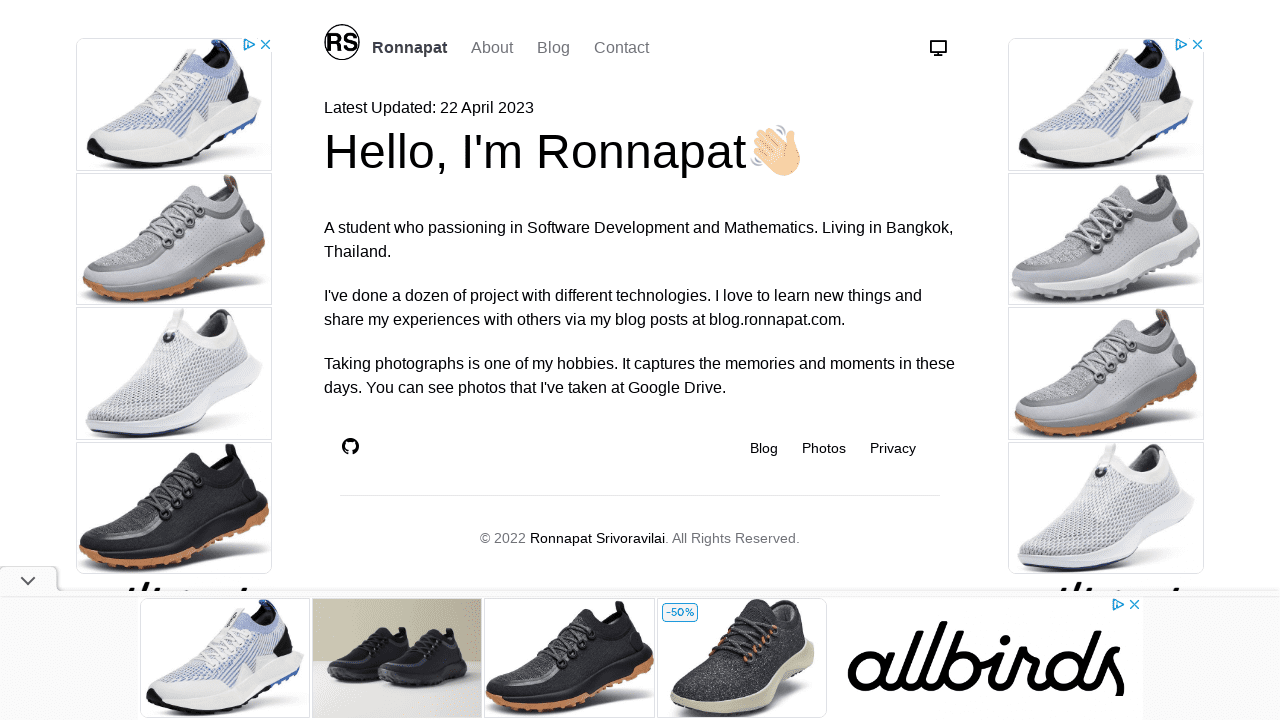 RS
Ronnapat About Blog Contact
Latest Updated: 22 April 2023
Hello, I'm Ronnapat
A student who passioning in Software Development and Mathematics. Living in Bangkok,
Thailand.
I've done a dozen of project with different technologies. I love to learn new things and
share my experiences with others via my blog posts at blog.ronnapat.com.
Taking photographs is one of my hobbies. It captures the memories and moments in these
days. You can see photos that I've taken at Google Drive.
Blog Photos Privacy
© 2022 Ronnapat Srivoravilai. All Rights Reserved.
-50%
allbirds